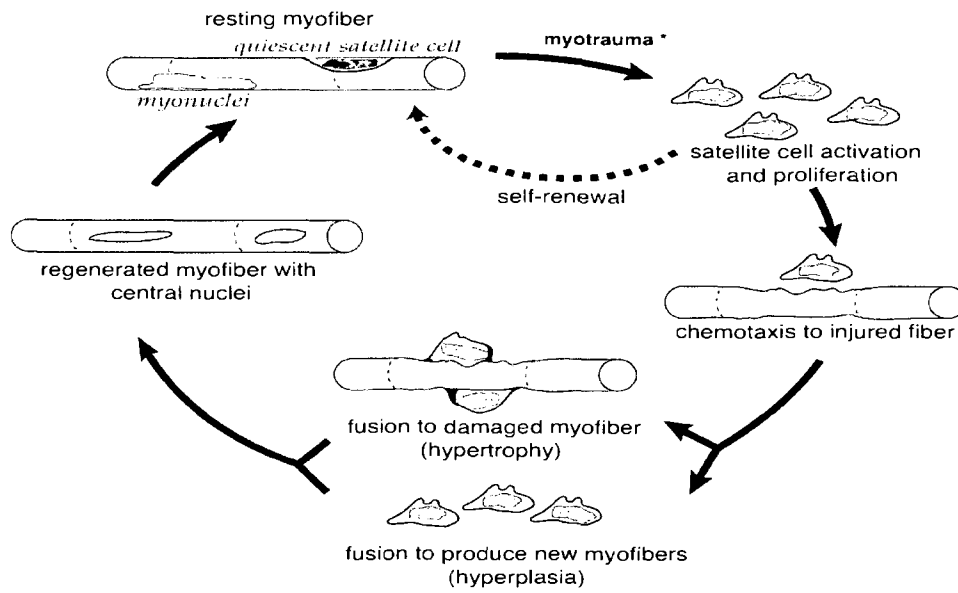 resting myofiber
quiescent satellite cell
myonuclei
myotrauma *
satellite cell activation
and proliferation
self-renewal
chemotaxis to injured fiber
fusion to damaged myofiber
(hypertrophy)
fusion to produce new myofibers
(hyperplasia)
regenerated myofiber with
central nuclei